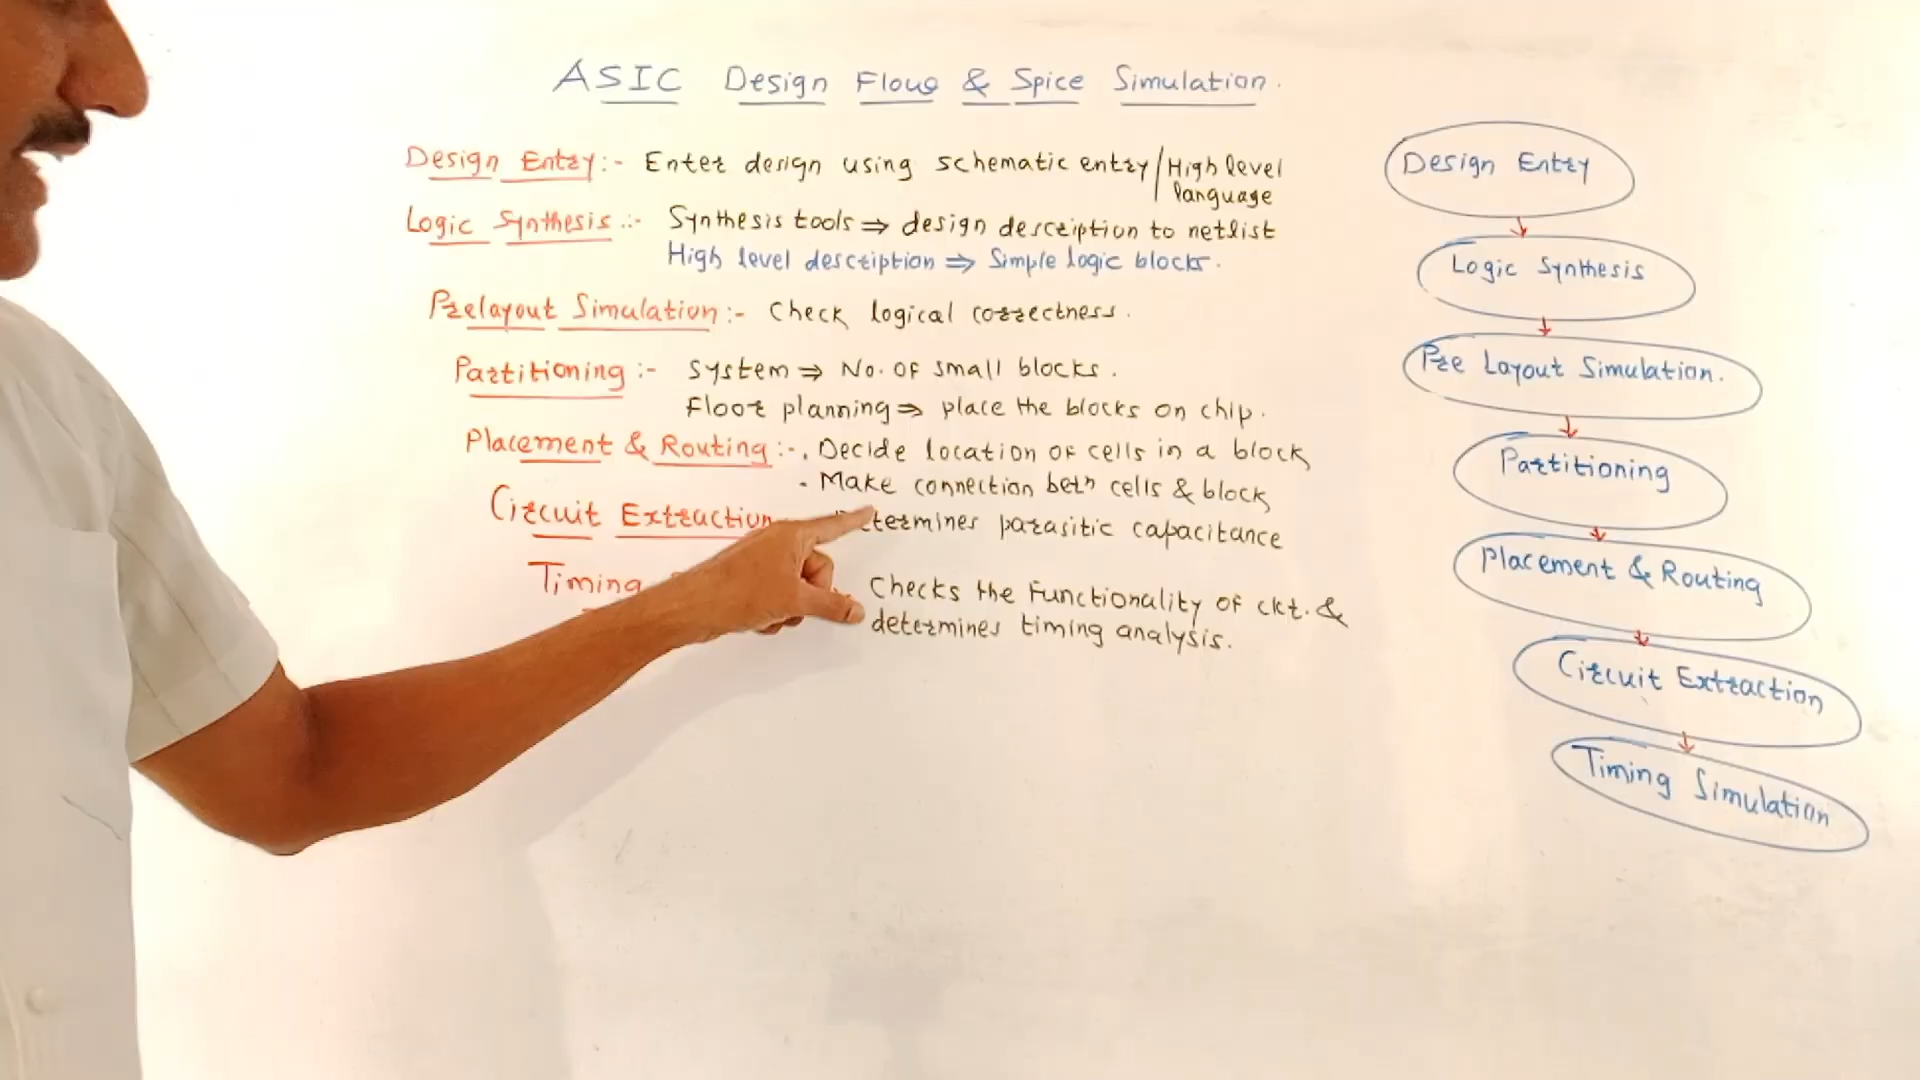 ASIC Design Flow & Spice Simulation.
Design Entry:- Enter design using schematic entry/High level
language
Logic Synthesis:- Synthesis tools ⇒ design description to netlist
High level description ⇒ Simple logic blocks.
Prelayout Simulation:- Check logical correctness.
Partitioning:- System ⇒ No. of small blocks.
Floor planning ⇒ place the blocks on chip.
Placement & Routing:- . Decide location of cells in a block
. Make connection betn cells & block
Circuit Extraction parasitic capacitance
Timing Checks the functionality of ckt. &
determines timing analysis.
Design Entry
Logic Synthesis
Pre Layout Simulation.
Partitioning
Placement & Routing
Circuit Extraction
Timing Simulation